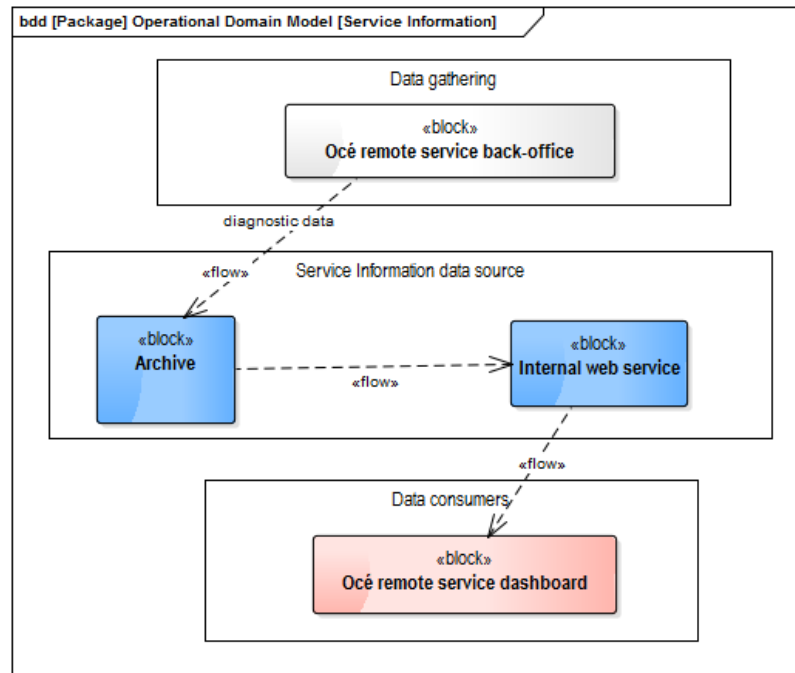 bdd [Package] Operational Domain Model [Service Information]
Data gathering
«block»
Océ remote service back-office
diagnostic data
«flow»
Service Information data source
«block»
Archive
«block»
Internal web service
«flow»
«flow»
Data consumers
«block»
Océ remote service dashboard